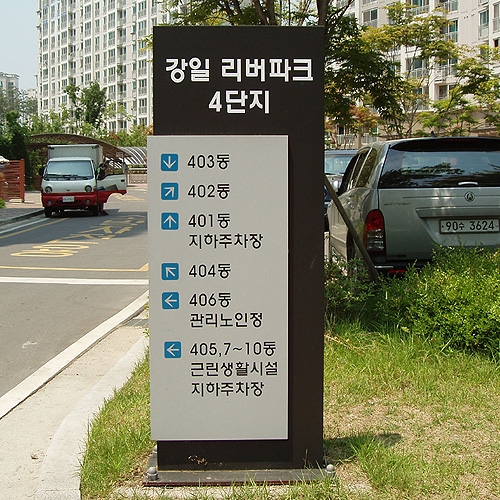 강일 리버파크
4단지
403동
402동
401동
지하주차장
404동
406동
관리노인정
405,7~10동
근린생활시설
지하주차장
90수 3624